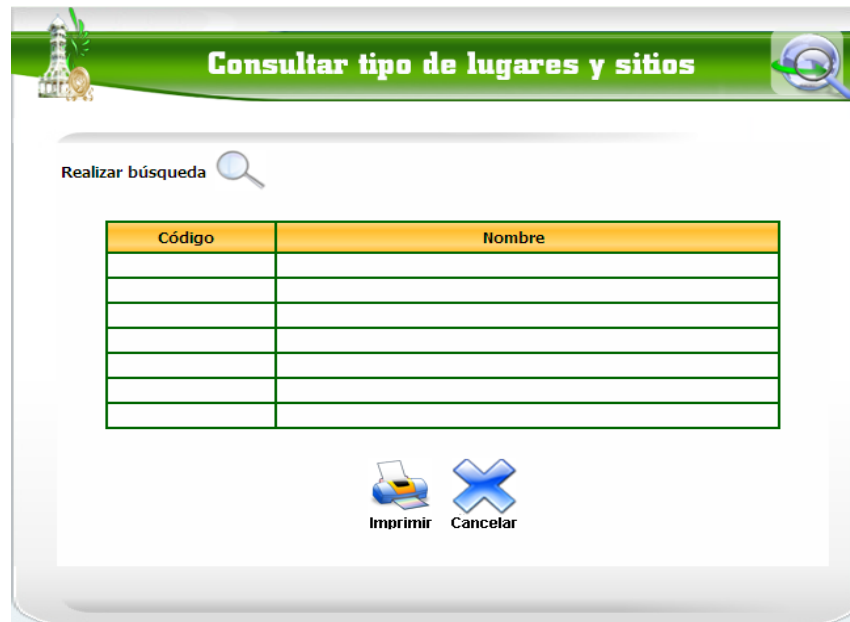 Consultar tipo de lugares y sitios
Realizar búsqueda
Código Nombre
Imprimir Cancelar